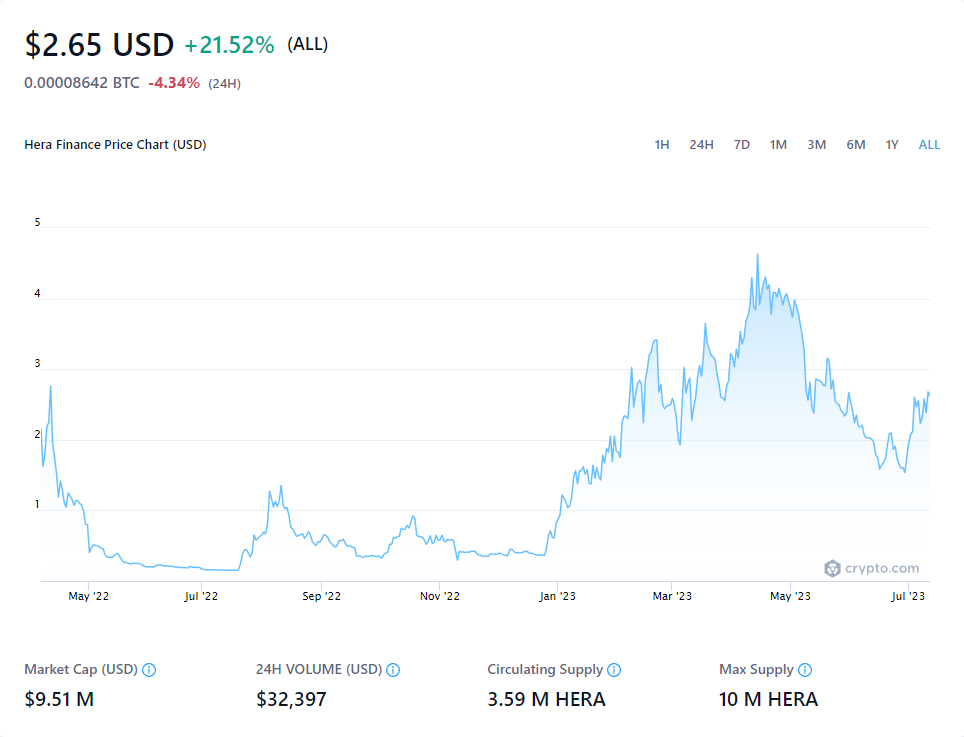 $2.65 USD +21.52% (ALL)
0.00008642 BTC -4.34% (24H)
Hera Finance Price Chart (USD) 1H 24H 7D 1M 3M 6M 1Y ALL
5
4
3
2
1
crypto.com
May '22 Jul '22 Sep '22 Nov '22 Jan '23 Mar '23 May '23 Jul '23
Market Cap (USD) 24H VOLUME (USD) Circulating Supply Max Supply
$9.51 M $32,397 3.59 M HERA 10 M HERA